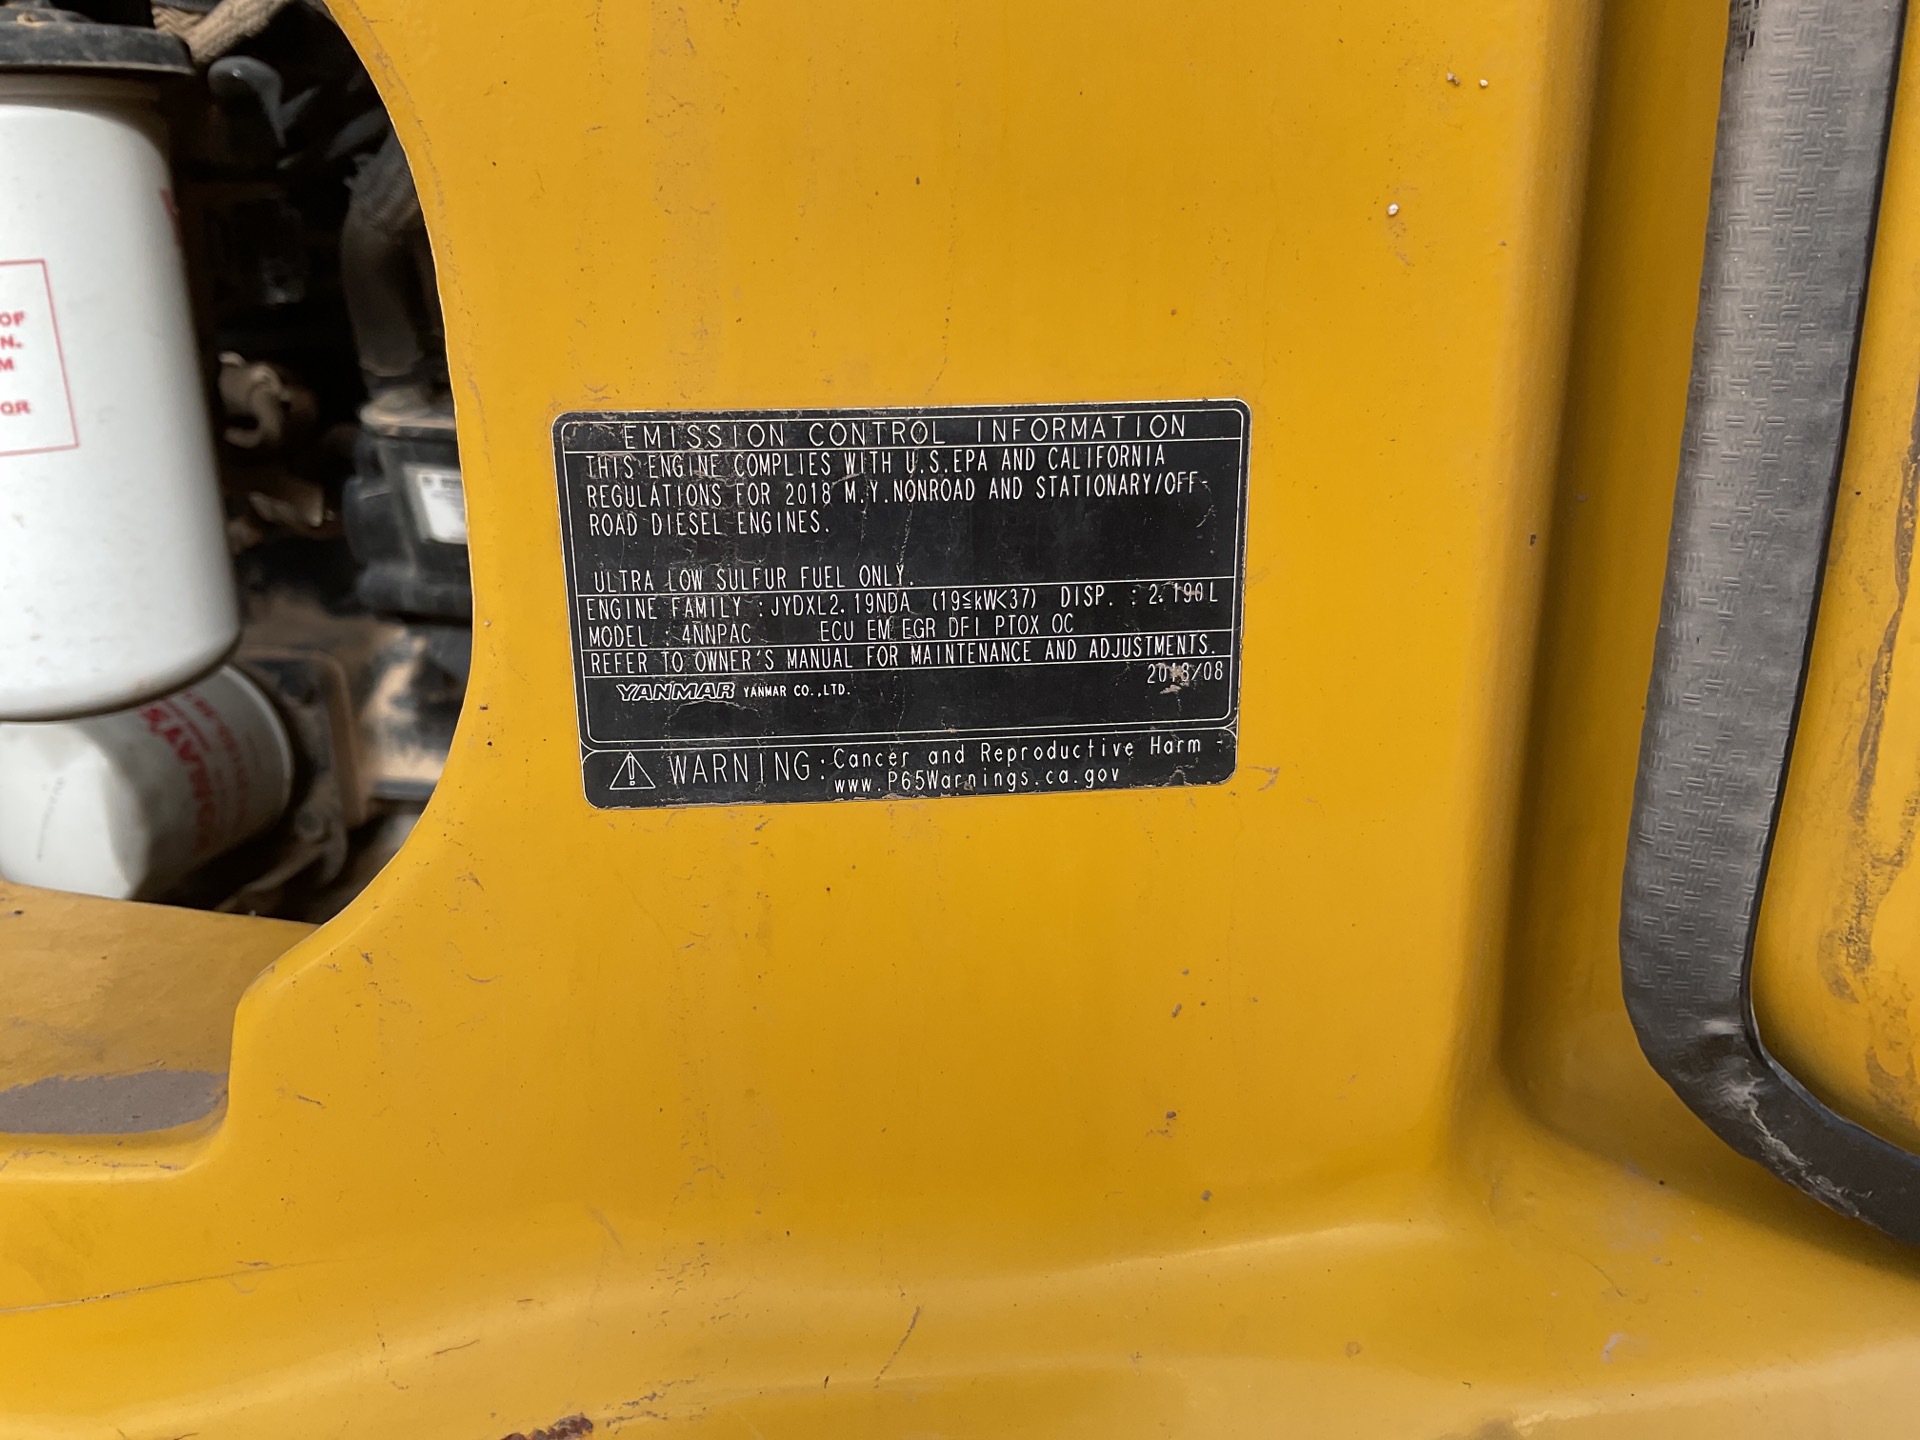 EMISSION CONTROL INFORMATION
THIS ENGINE COMPLIES WITH U.S.EPA AND CALIFORNIA
REGULATIONS FOR 2018 M.Y.NONROAD AND STATIONARY/OFF-
ROAD DIESEL ENGINES.
ULTRA LOW SULFUR FUEL ONLY.
ENGINE FAMILY :JYDXL2.19NDA (19≤kW<37) DISP. : 2.190L
MODEL : 4NNPAC ECU EM EGR DFI PTOX OC
REFER TO OWNER'S MANUAL FOR MAINTENANCE AND ADJUSTMENTS.
2018/08
YANMAR YANMAR CO.,LTD.
WARNING: Cancer and Reproductive Harm -
www.P65Warnings.ca.gov
OF
N.
M
OR